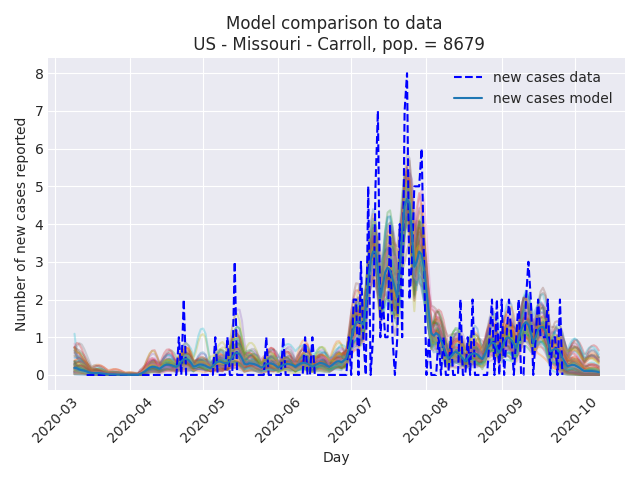 Model comparison to data
US - Missouri - Carroll, pop. = 8679
new cases data
new cases model
Number of new cases reported
8
7
6
5
4
3
2
1
0
2020-03
2020-04
2020-05
2020-06
2020-07
2020-08
2020-09
2020-10
Day